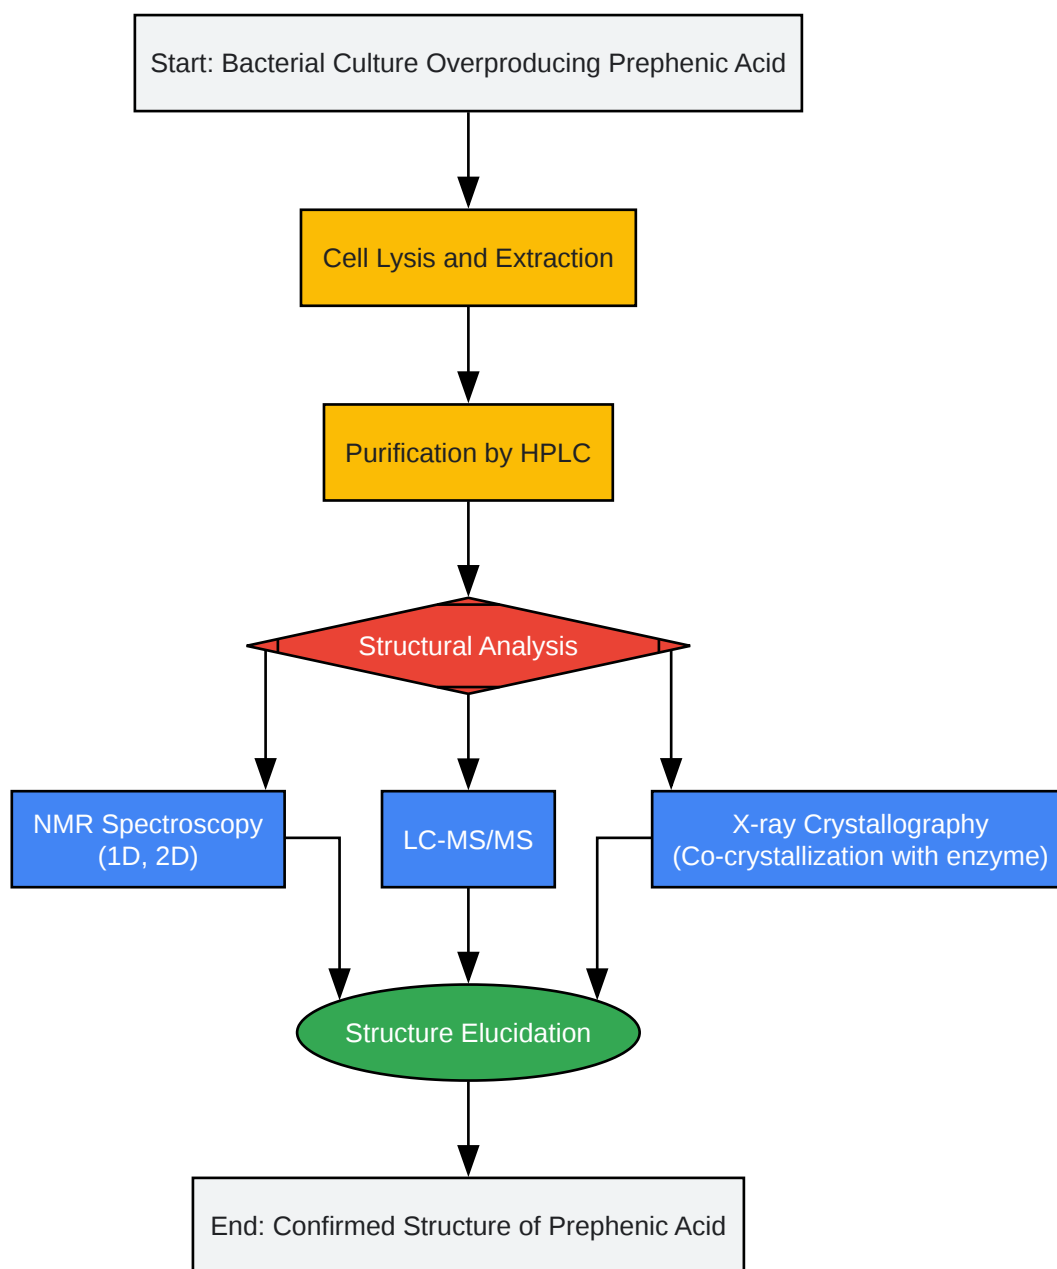 Start: Bacterial Culture Overproducing Prephenic Acid
Cell Lysis and Extraction
Purification by HPLC
Structural Analysis
NMR Spectroscopy
(1D, 2D)
LC-MS/MS
X-ray Crystallography
(Co-crystallization with enzyme)
Structure Elucidation
End: Confirmed Structure of Prephenic Acid